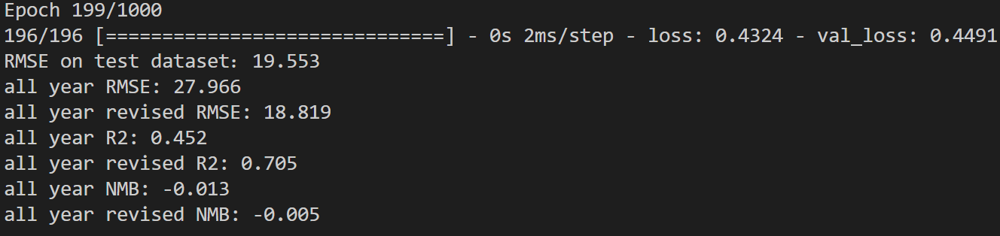 Epoch 199/1000
196/196 [==============================] - 0s 2ms/step - loss: 0.4324 - val_loss: 0.4491
RMSE on test dataset: 19.553
all year RMSE: 27.966
all year revised RMSE: 18.819
all year R2: 0.452
all year revised R2: 0.705
all year NMB: -0.013
all year revised NMB: -0.005